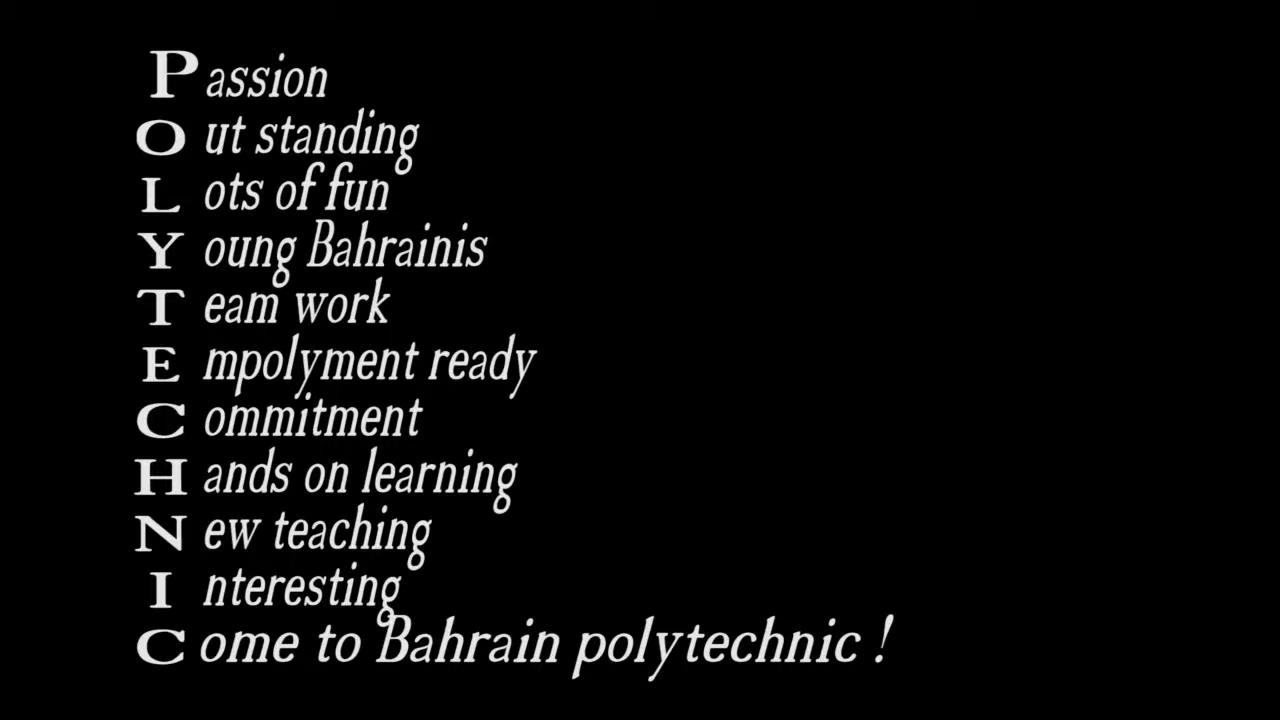 Passion
Out standing
Lots of fun
Young Bahrainis
Team work
Empolyment ready
Commitment
Hands on learning
New teaching
Interesting
Come to Bahrain polytechnic !